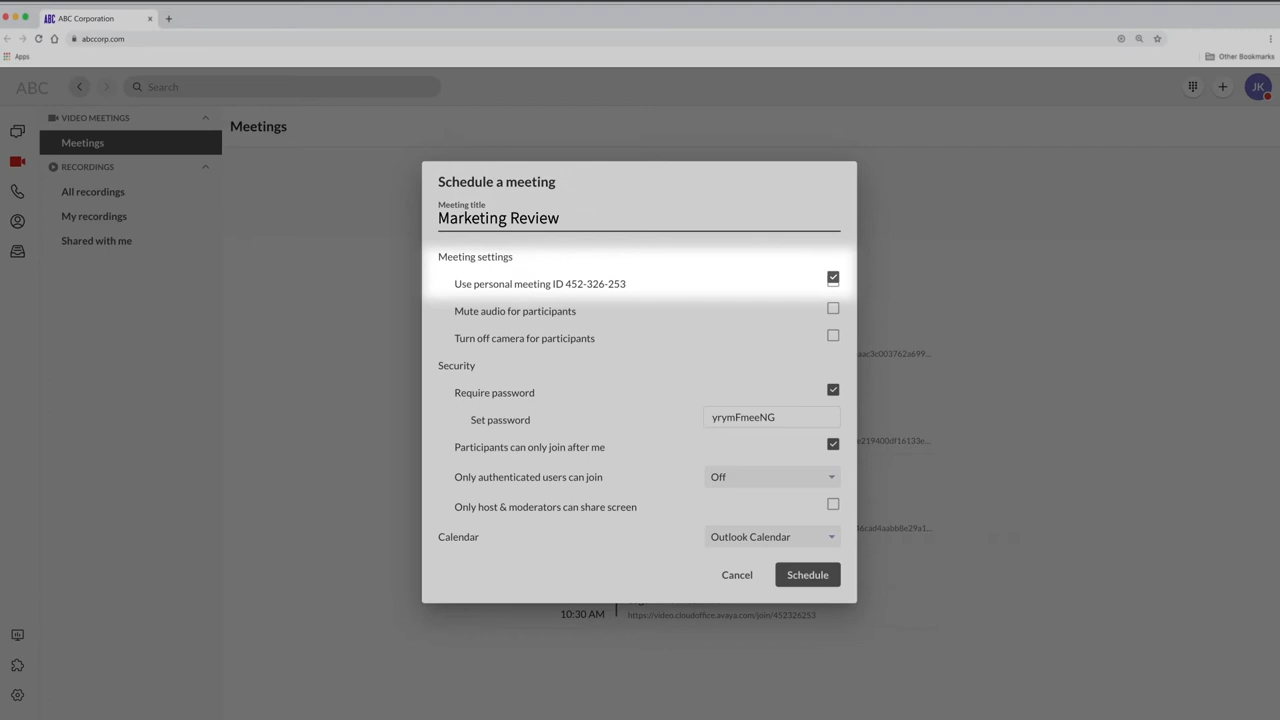 ABC ABC Corporation
abccorp.com
Apps
Other Bookmarks
ABC
Search
JK
VIDEO MEETINGS
Meetings
RECORDINGS
All recordings
My recordings
Shared with me
Meetings
Schedule a meeting
Meeting title
Marketing Review
Meeting settings
Use personal meeting ID 452-326-253
Mute audio for participants
Turn off camera for participants
Security
Require password
Set password yrymFmeeNG
Participants can only join after me
Only authenticated users can join Off
Only host & moderators can share screen
Calendar Outlook Calendar
Cancel Schedule
aac3c003762a699...
e219400df16133e...
46cad4aabb8e29a1...
10:30 AM
https://video.cloudoffice.avaya.com/join/452326253